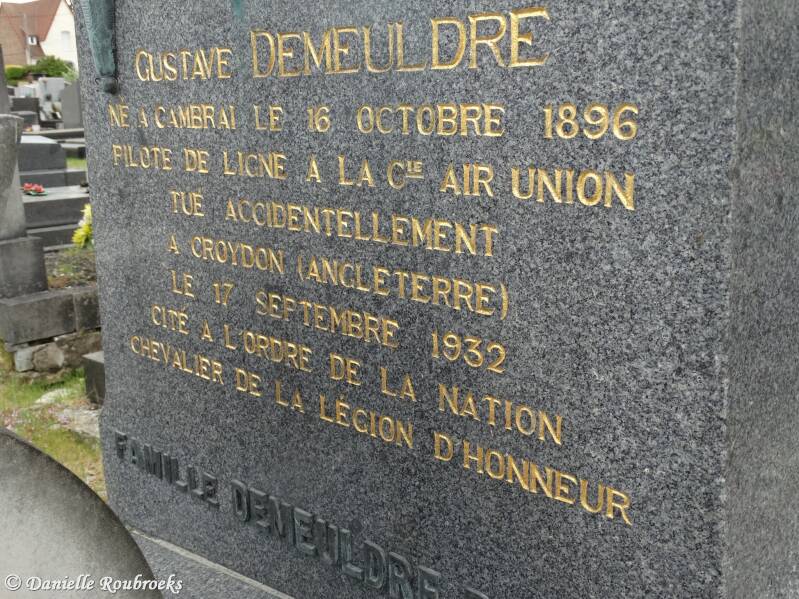 GUSTAVE DEMEULDRE
NÉ A CAMBRAI LE 16 OCTOBRE 1896
PILOTE DE LIGNE A LA CIE AIR UNION
TUÉ ACCIDENTELLEMENT
A CROYDON (ANGLETERRE)
LE 17 SEPTEMBRE 1932
CITÉ A L'ORDRE DE LA NATION
CHEVALIER DE LA LÉGION D'HONNEUR
FAMILLE DEMEULDRE
© Danielle Roubroeks